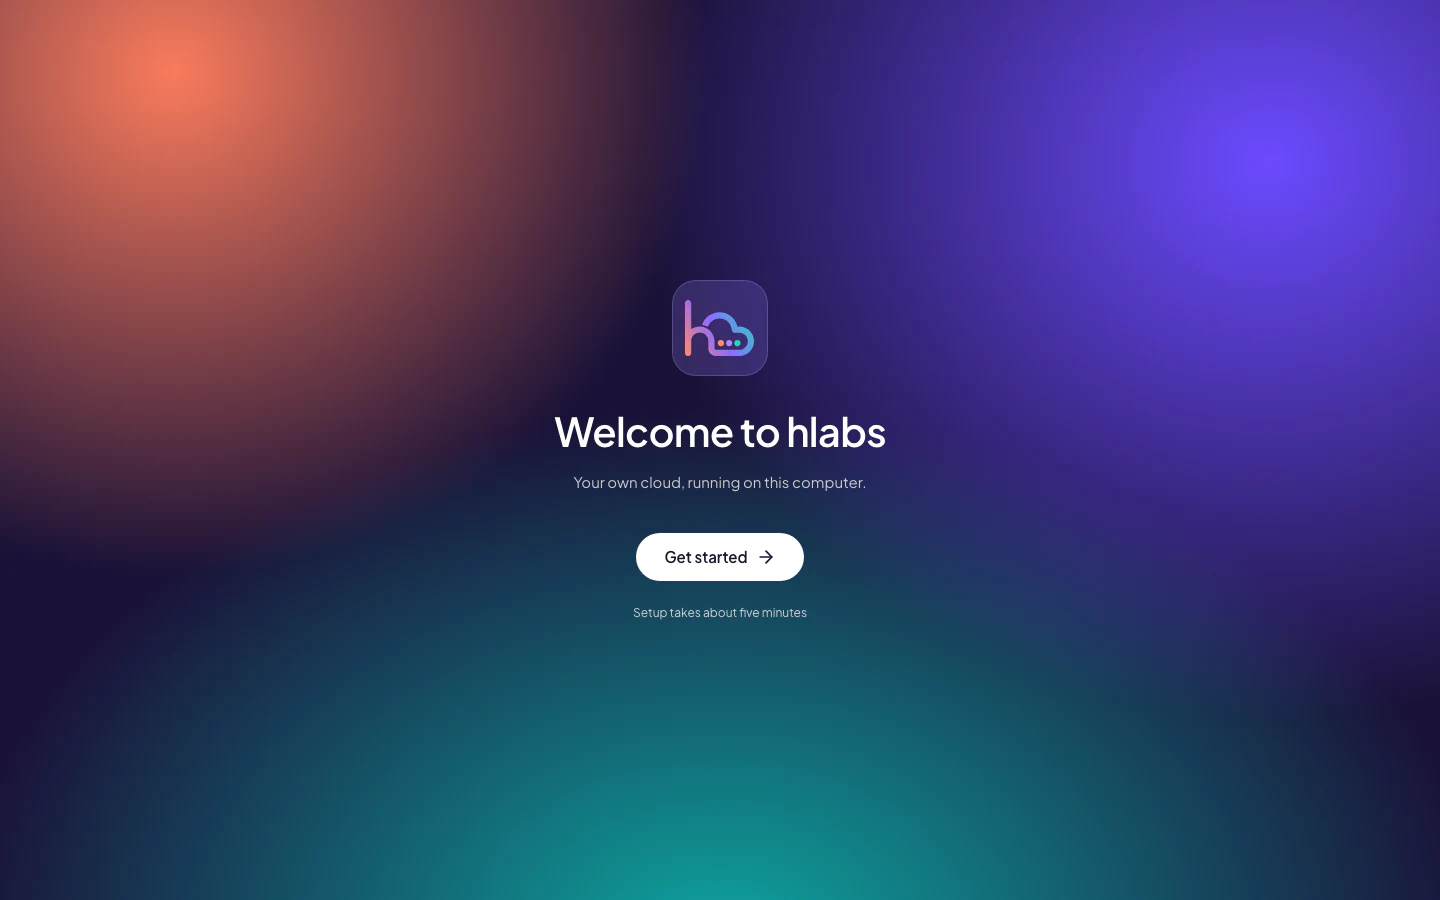 Welcome to hlabs
Your own cloud, running on this computer.
Get started
Setup takes about five minutes